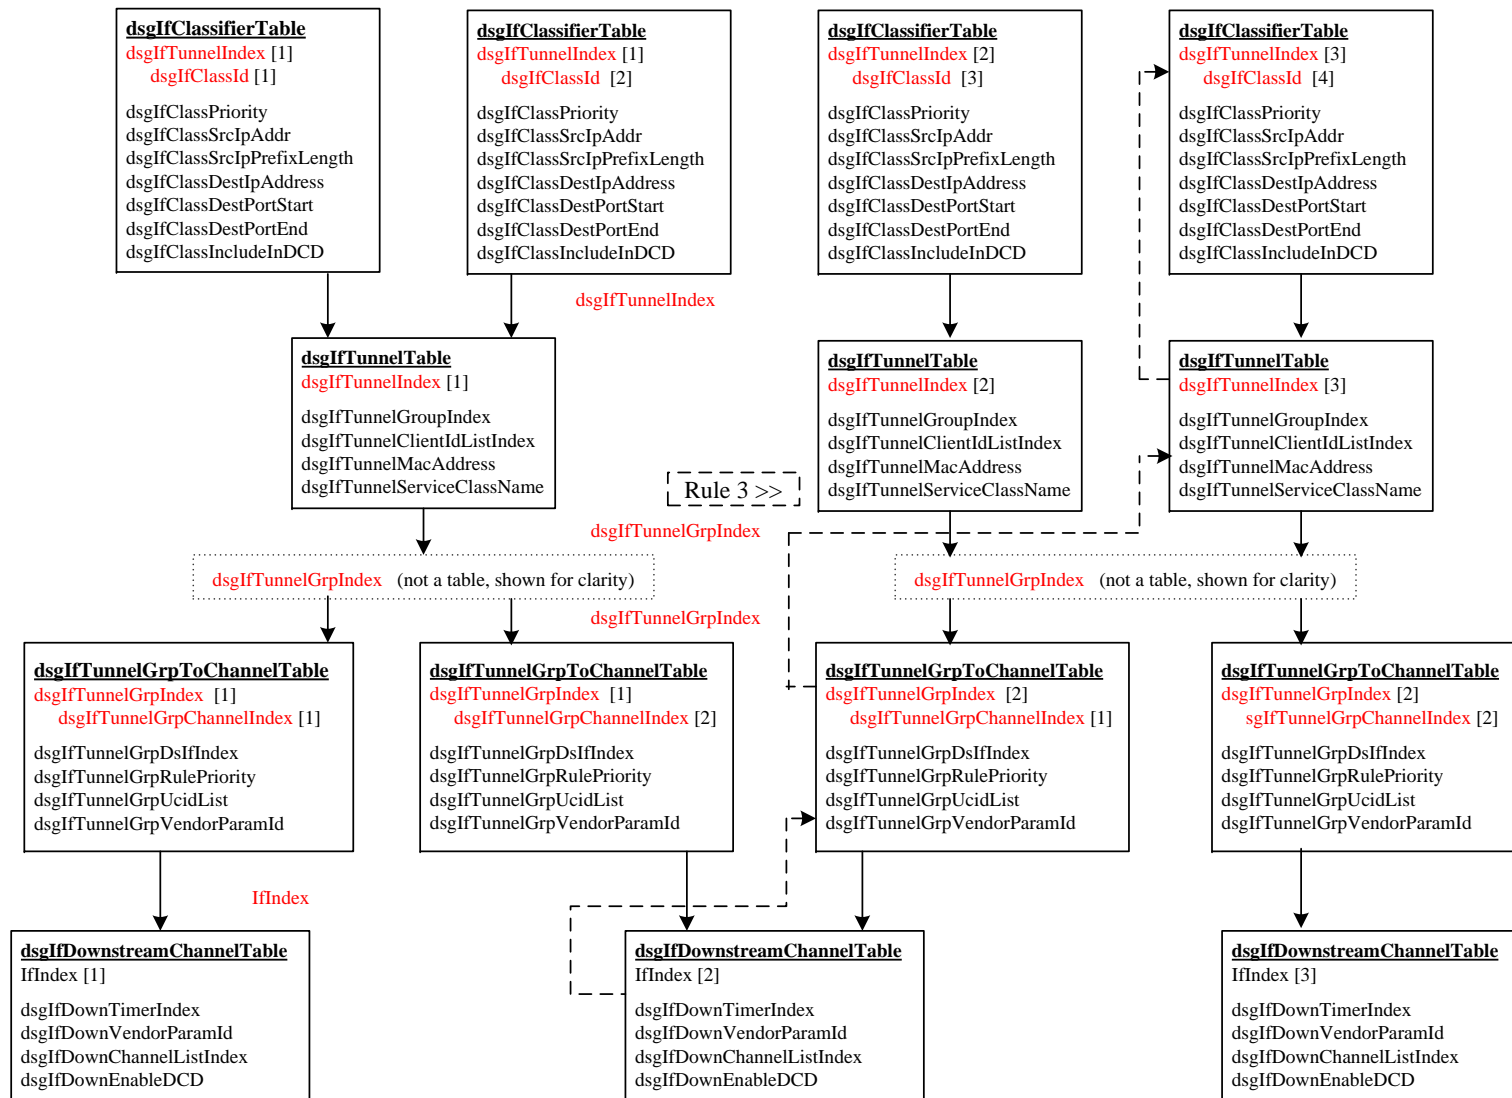 dsgIfClassifierTable
dsgIfTunnelIndex [1]
dsgIfClassId [1]
dsgIfClassPriority
dsgIfClassSrcIpAddr
dsgIfClassSrcIpPrefixLength
dsgIfClassDestIpAddress
dsgIfClassDestPortStart
dsgIfClassDestPortEnd
dsgIfClassIncludeInDCD
dsgIfClassifierTable
dsgIfTunnelIndex [1]
dsgIfClassId [2]
dsgIfClassPriority
dsgIfClassSrcIpAddr
dsgIfClassSrcIpPrefixLength
dsgIfClassDestIpAddress
dsgIfClassDestPortStart
dsgIfClassDestPortEnd
dsgIfClassIncludeInDCD
dsgIfClassifierTable
dsgIfTunnelIndex [2]
dsgIfClassId [3]
dsgIfClassPriority
dsgIfClassSrcIpAddr
dsgIfClassSrcIpPrefixLength
dsgIfClassDestIpAddress
dsgIfClassDestPortStart
dsgIfClassDestPortEnd
dsgIfClassIncludeInDCD
dsgIfClassifierTable
dsgIfTunnelIndex [3]
dsgIfClassId [4]
dsgIfClassPriority
dsgIfClassSrcIpAddr
dsgIfClassSrcIpPrefixLength
dsgIfClassDestIpAddress
dsgIfClassDestPortStart
dsgIfClassDestPortEnd
dsgIfClassIncludeInDCD
dsgIfTunnelIndex
dsgIfTunnelTable
dsgIfTunnelIndex [1]
dsgIfTunnelGroupIndex
dsgIfTunnelClientIdListIndex
dsgIfTunnelMacAddress
dsgIfTunnelServiceClassName
Rule 3 >>
dsgIfTunnelTable
dsgIfTunnelIndex [2]
dsgIfTunnelGroupIndex
dsgIfTunnelClientIdListIndex
dsgIfTunnelMacAddress
dsgIfTunnelServiceClassName
dsgIfTunnelTable
dsgIfTunnelIndex [3]
dsgIfTunnelGroupIndex
dsgIfTunnelClientIdListIndex
dsgIfTunnelMacAddress
dsgIfTunnelServiceClassName
dsgIfTunnelGrpIndex
dsgIfTunnelGrpIndex (not a table, shown for clarity)
dsgIfTunnelGrpIndex (not a table, shown for clarity)
dsgIfTunnelGrpIndex
dsgIfTunnelGrpToChannelTable
dsgIfTunnelGrpIndex [1]
dsgIfTunnelGrpChannelIndex [1]
dsgIfTunnelGrpDsIfIndex
dsgIfTunnelGrpRulePriority
dsgIfTunnelGrpUcidList
dsgIfTunnelGrpVendorParamId
dsgIfTunnelGrpToChannelTable
dsgIfTunnelGrpIndex [1]
dsgIfTunnelGrpChannelIndex [2]
dsgIfTunnelGrpDsIfIndex
dsgIfTunnelGrpRulePriority
dsgIfTunnelGrpUcidList
dsgIfTunnelGrpVendorParamId
dsgIfTunnelGrpToChannelTable
dsgIfTunnelGrpIndex [2]
dsgIfTunnelGrpChannelIndex [1]
dsgIfTunnelGrpDsIfIndex
dsgIfTunnelGrpRulePriority
dsgIfTunnelGrpUcidList
dsgIfTunnelGrpVendorParamId
dsgIfTunnelGrpToChannelTable
dsgIfTunnelGrpIndex [2]
sgIfTunnelGrpChannelIndex [2]
dsgIfTunnelGrpDsIfIndex
dsgIfTunnelGrpRulePriority
dsgIfTunnelGrpUcidList
dsgIfTunnelGrpVendorParamId
IfIndex
dsgIfDownstreamChannelTable
IfIndex [1]
dsgIfDownTimerIndex
dsgIfDownVendorParamId
dsgIfDownChannelListIndex
dsgIfDownEnableDCD
dsgIfDownstreamChannelTable
IfIndex [2]
dsgIfDownTimerIndex
dsgIfDownVendorParamId
dsgIfDownChannelListIndex
dsgIfDownEnableDCD
dsgIfDownstreamChannelTable
IfIndex [3]
dsgIfDownTimerIndex
dsgIfDownVendorParamId
dsgIfDownChannelListIndex
dsgIfDownEnableDCD